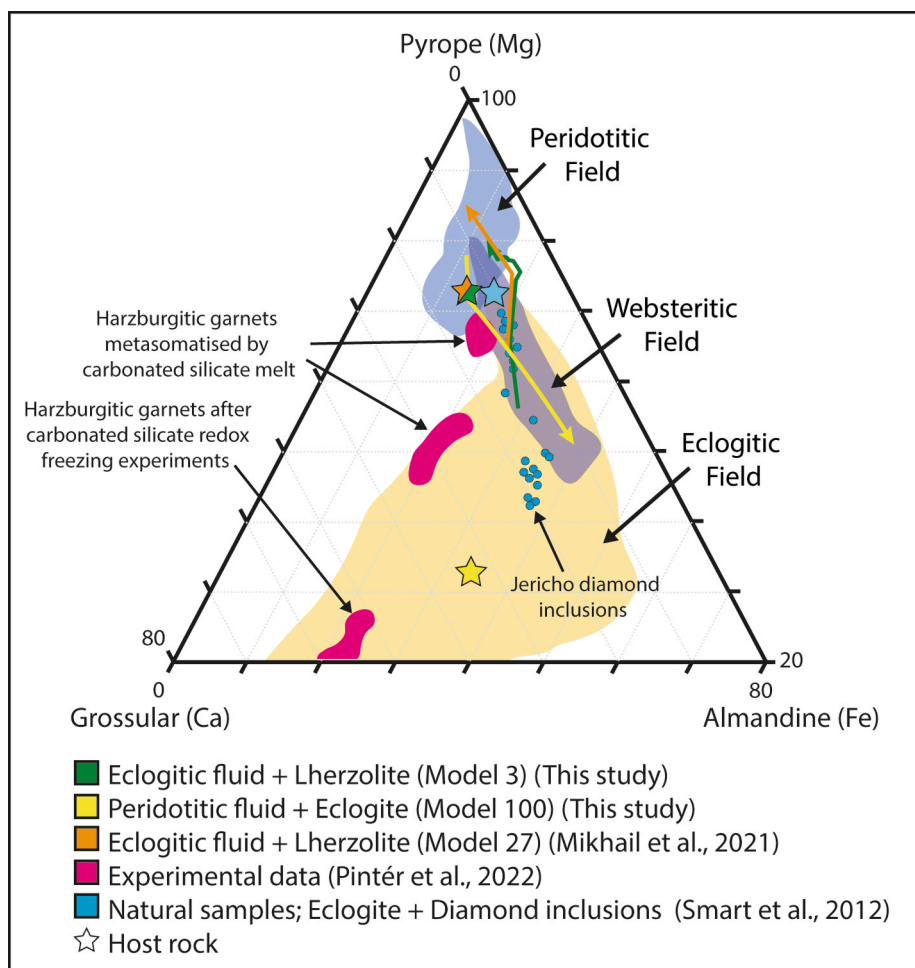 Pyrope (Mg)
0
100
Peridotitic
Field
Websteritic
Field
Harzburgitic garnets
metasomatised by
carbonated silicate melt
Harzburgitic garnets after
carbonated silicate redox
freezing experiments
Eclogitic
Field
Jericho diamond
inclusions
80
20
0
80
Grossular (Ca)
Almandine (Fe)
Eclogitic fluid + Lherzolite (Model 3) (This study)
Peridotitic fluid + Eclogite (Model 100) (This study)
Eclogitic fluid + Lherzolite (Model 27) (Mikhail et al., 2021)
Experimental data (Pintér et al., 2022)
Natural samples; Eclogite + Diamond inclusions (Smart et al., 2012)
Host rock